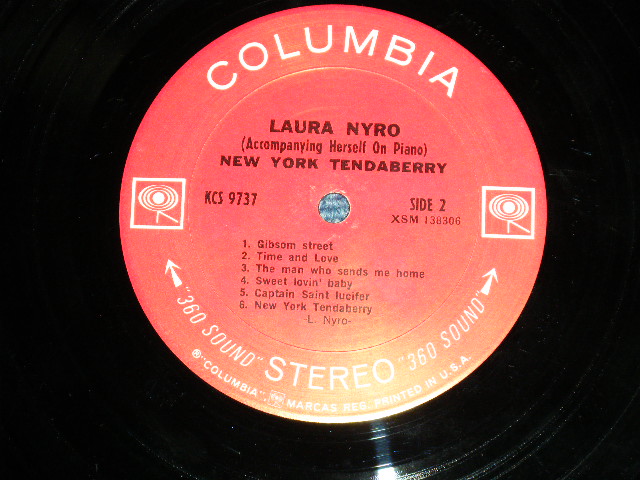 COLUMBIA
LAURA NYRO
(Accompanying Herself On Piano)
NEW YORK TENDABERRY
KCS 9737
SIDE 2
XSM 138306
1. Gibsom street
2. Time and Love
3. The man who sends me home
4. Sweet lovin' baby
5. Captain Saint lucifer
6. New York Tendaberry
-L. Nyro-
"360 SOUND" STEREO "360 SOUND"
® "COLUMBIA", MARCAS REG. PRINTED IN U.S.A.